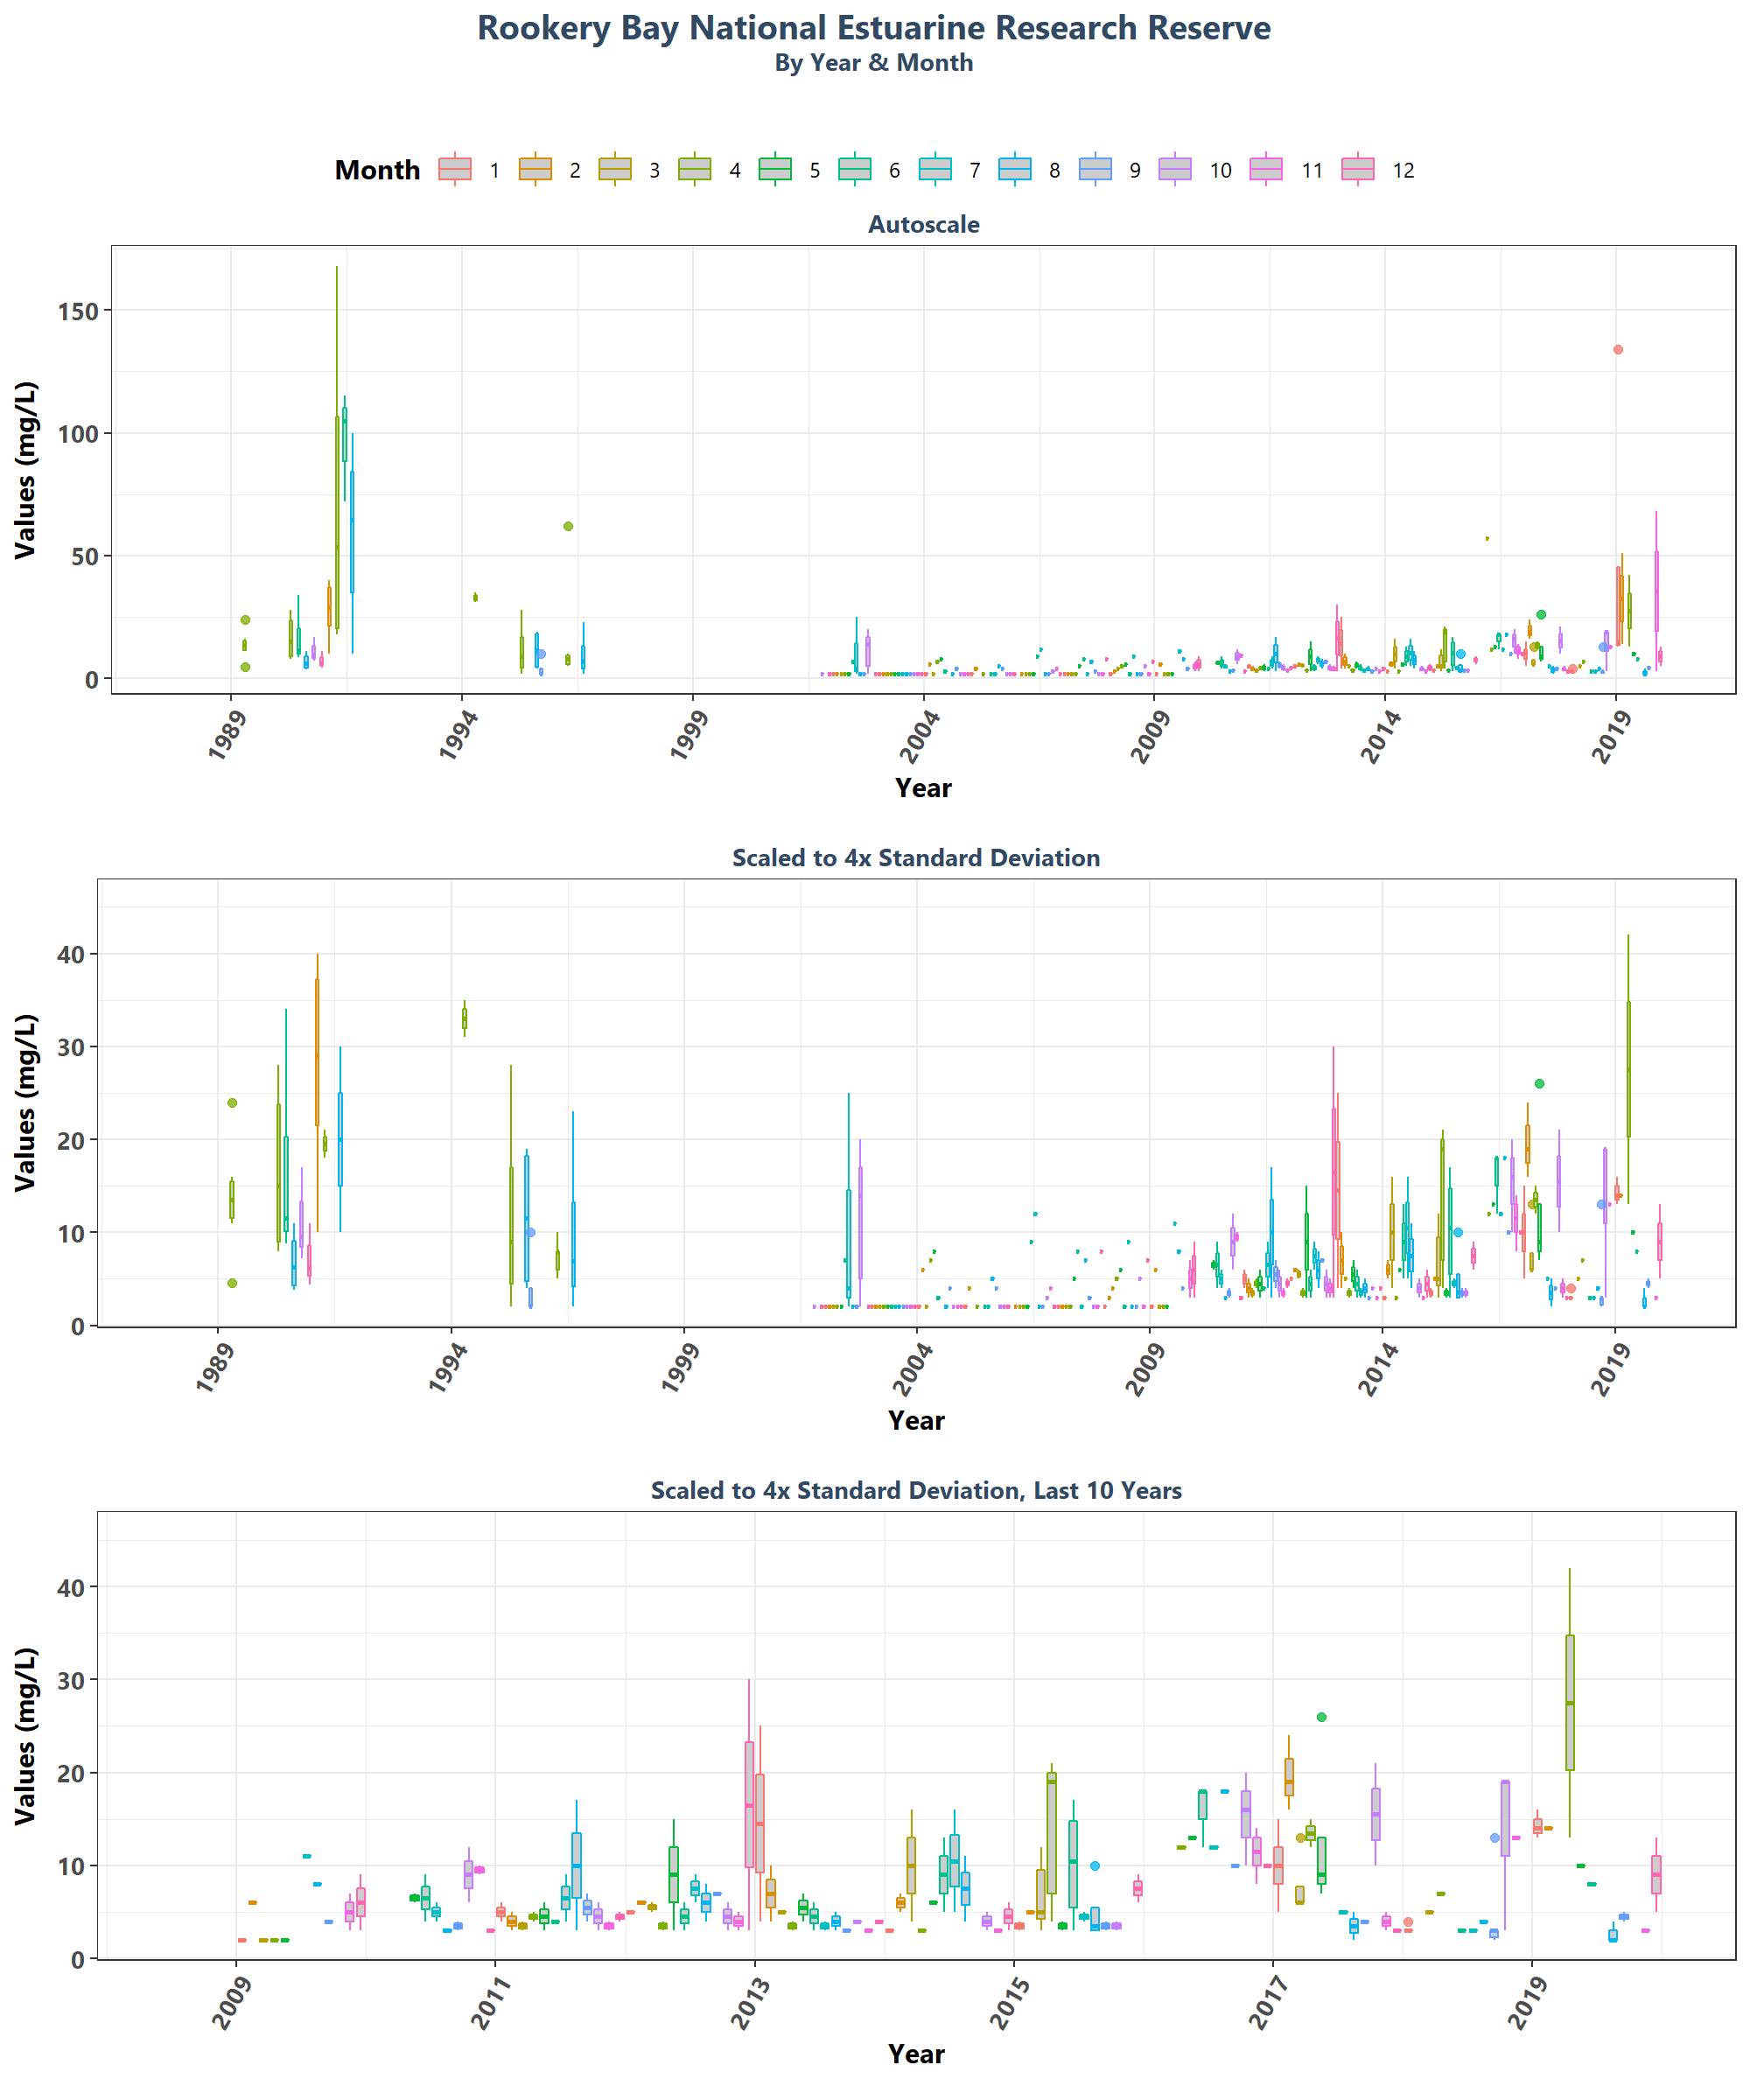 Rookery Bay National Estuarine Research Reserve
By Year & Month
Month 1 2 3 4 5 6 7 8 9 10 11 12
Autoscale
Values (mg/L)
150
100
50
0
1989 1994 1999 2004 2009 2014 2019
Year
Scaled to 4x Standard Deviation
Values (mg/L)
40
30
20
10
0
1989 1994 1999 2004 2009 2014 2019
Year
Scaled to 4x Standard Deviation, Last 10 Years
Values (mg/L)
40
30
20
10
0
2009 2011 2013 2015 2017 2019
Year